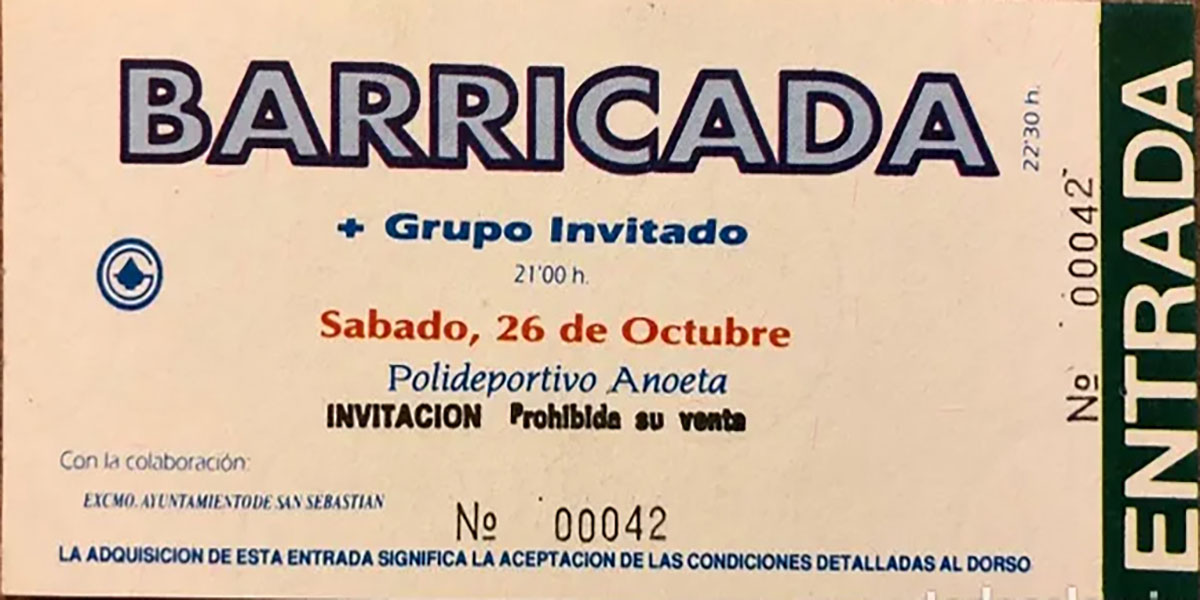 BARRICADA
22'30 h.
+ Grupo Invitado
21'00 h.
Sabado, 26 de Octubre
Polideportivo Anoeta
INVITACION Prohibida su venta
Con la colaboración:
EXCMO. AYUNTAMIENTO DE SAN SEBASTIAN
Nº 00042
LA ADQUISICION DE ESTA ENTRADA SIGNIFICA LA ACEPTACION DE LAS CONDICIONES DETALLADAS AL DORSO
Nº 00042
ENTRADA